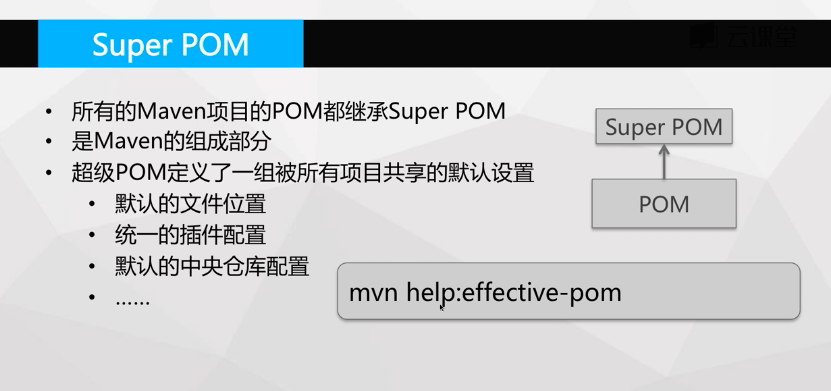 Super POM
云课堂
• 所有的Maven项目的POM都继承Super POM
• 是Maven的组成部分
• 超级POM定义了一组被所有项目共享的默认设置
• 默认的文件位置
• 统一的插件配置
• 默认的中央仓库配置
• ......
Super POM
POM
mvn help:effective-pom